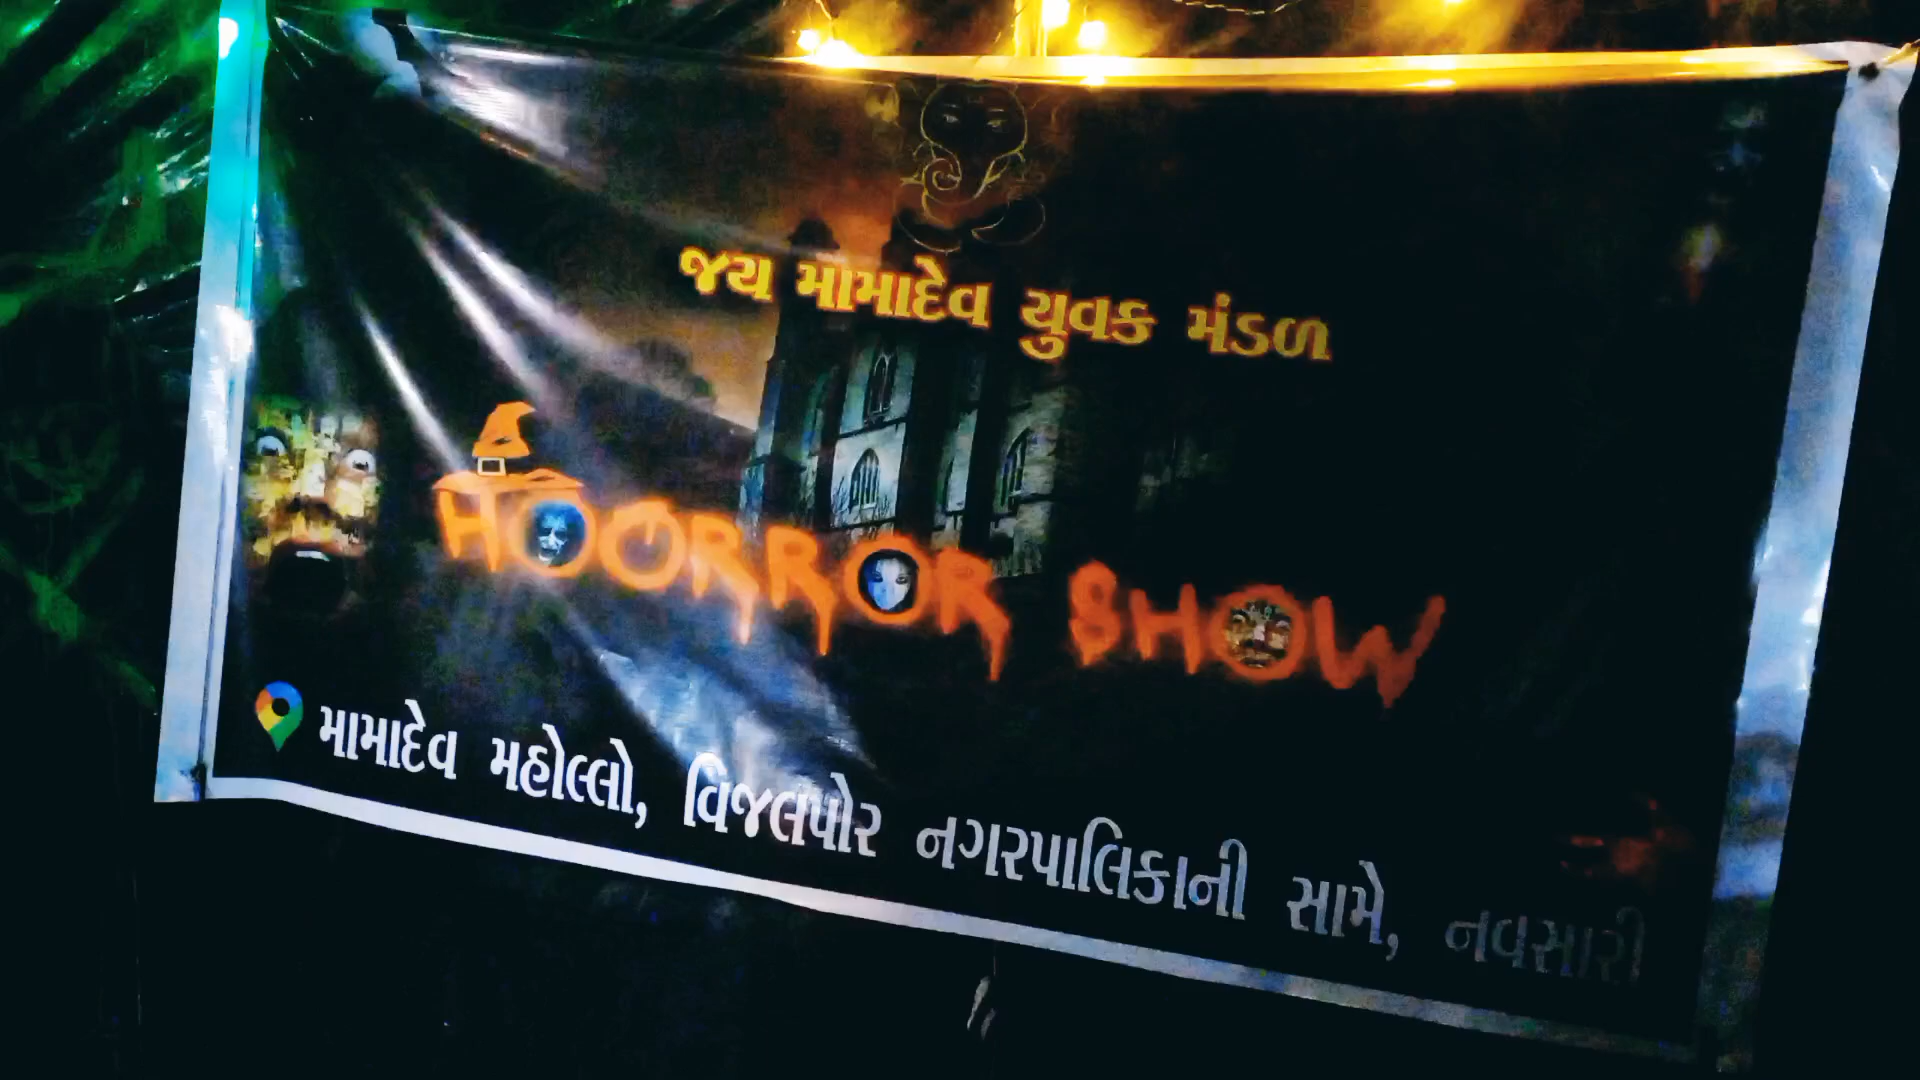 જય મામાદેવ યુવક મંડળ
HOORROR SHOW
મામાદેવ મહોલ્લો, વિજલપોર નગરપાલિકાની સામે, નવસારી